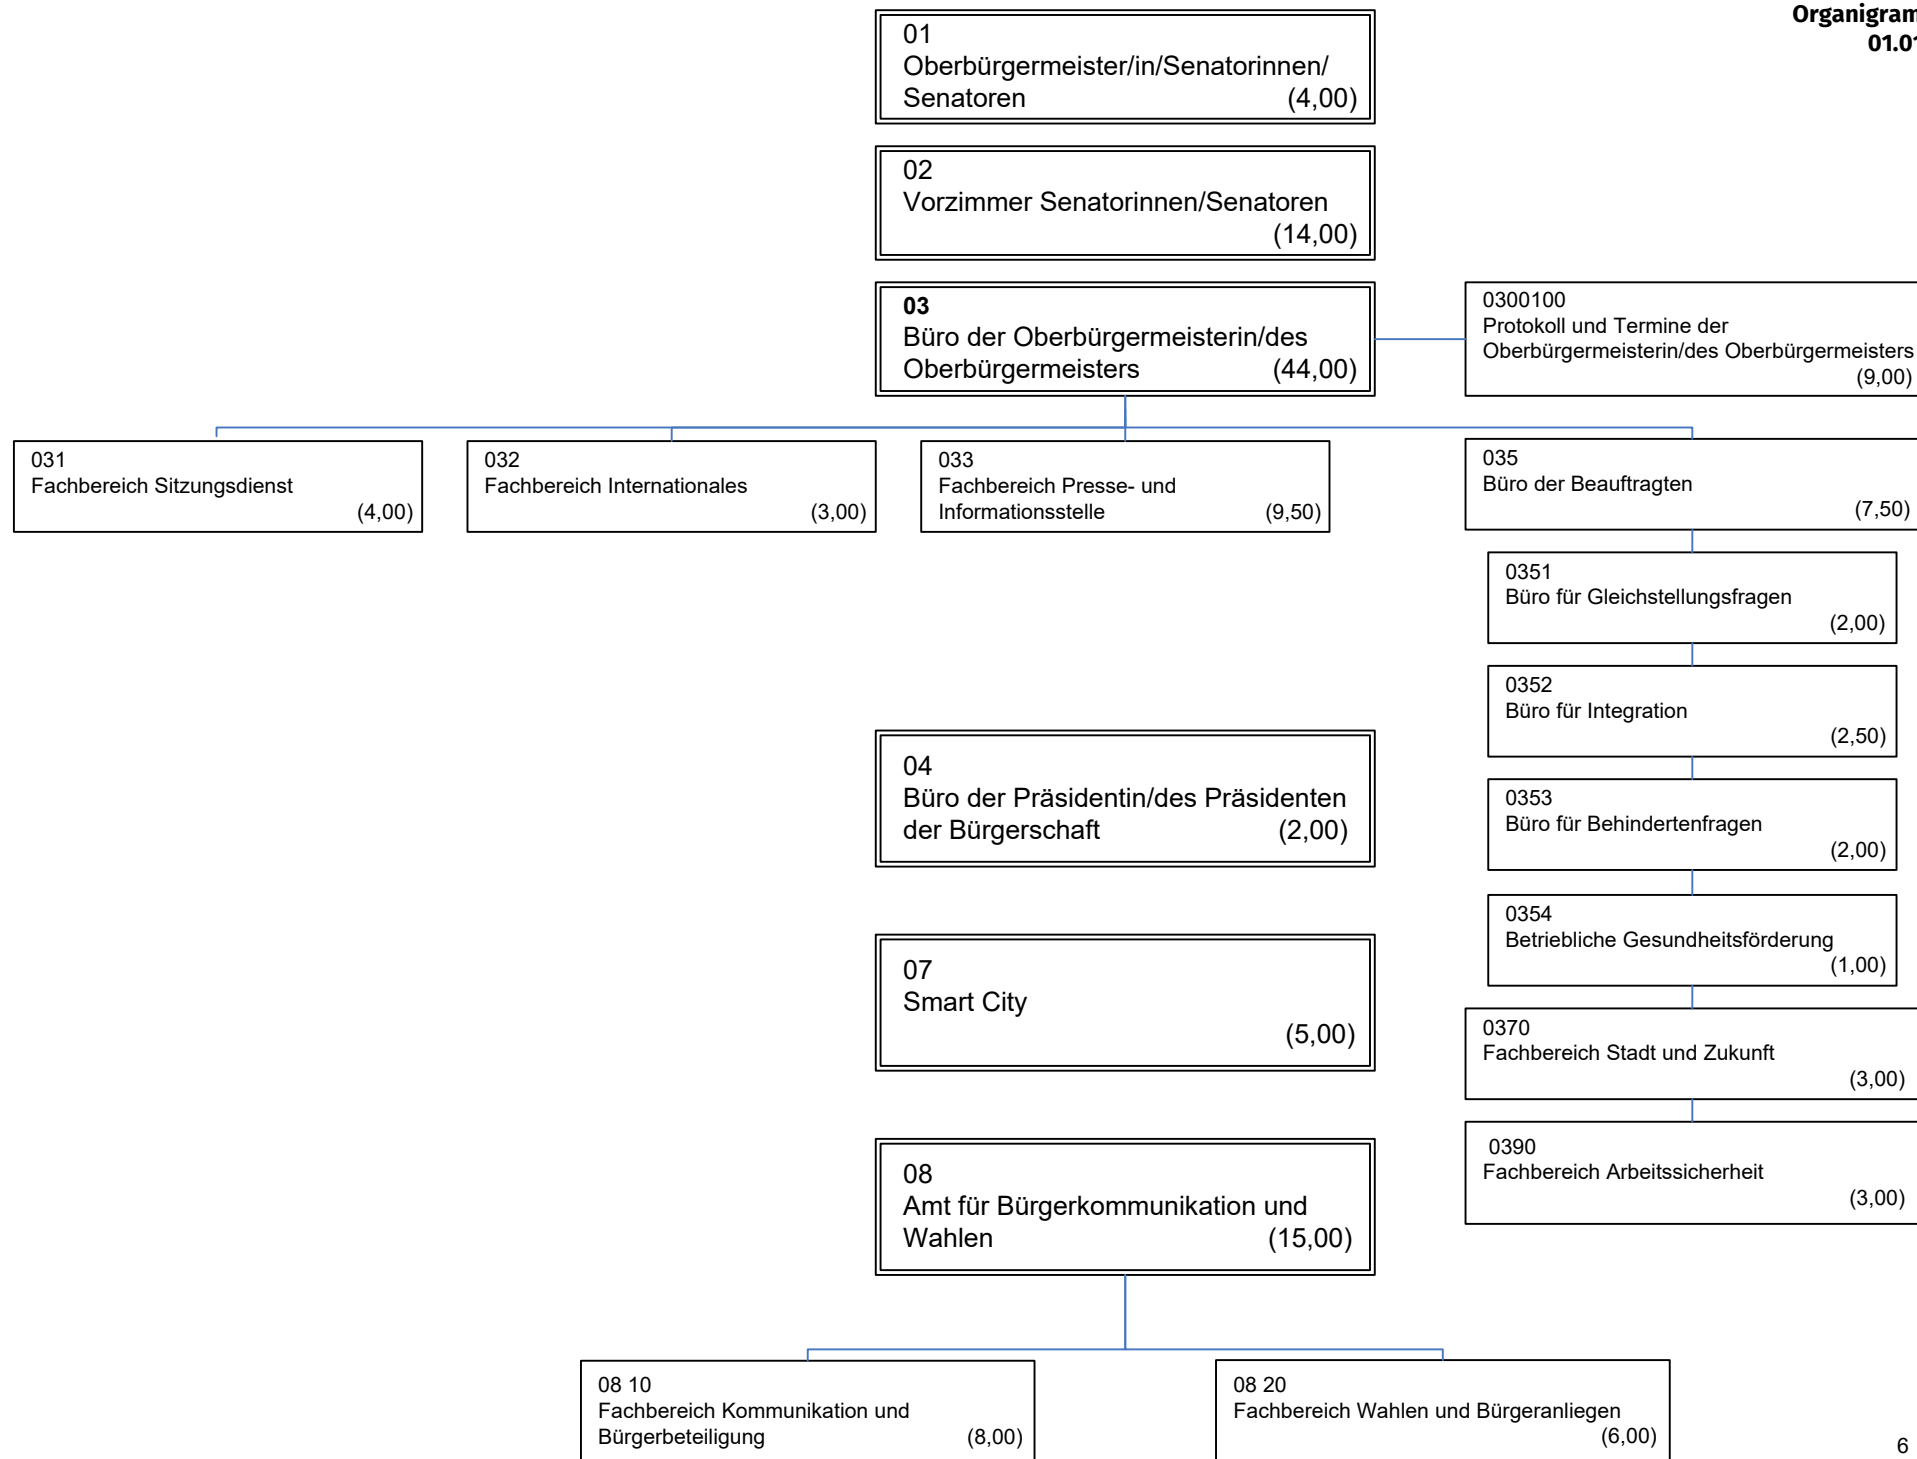 01
Oberbürgermeister/in/Senatorinnen/
Senatoren (4,00)
02
Vorzimmer Senatorinnen/Senatoren
(14,00)
03
Büro der Oberbürgermeisterin/des
Oberbürgermeisters (44,00)
0300100
Protokoll und Termine der
Oberbürgermeisterin/des Oberbürgermeisters
(9,00)
031
Fachbereich Sitzungsdienst
(4,00)
032
Fachbereich Internationales
(3,00)
033
Fachbereich Presse- und
Informationsstelle (9,50)
035
Büro der Beauftragten
(7,50)
0351
Büro für Gleichstellungsfragen
(2,00)
0352
Büro für Integration
(2,50)
0353
Büro für Behindertenfragen
(2,00)
0354
Betriebliche Gesundheitsförderung
(1,00)
0370
Fachbereich Stadt und Zukunft
(3,00)
0390
Fachbereich Arbeitssicherheit
(3,00)
04
Büro der Präsidentin/des Präsidenten
der Bürgerschaft (2,00)
07
Smart City
(5,00)
08
Amt für Bürgerkommunikation und
Wahlen (15,00)
08 10
Fachbereich Kommunikation und
Bürgerbeteiligung (8,00)
08 20
Fachbereich Wahlen und Bürgeranliegen
(6,00)
6